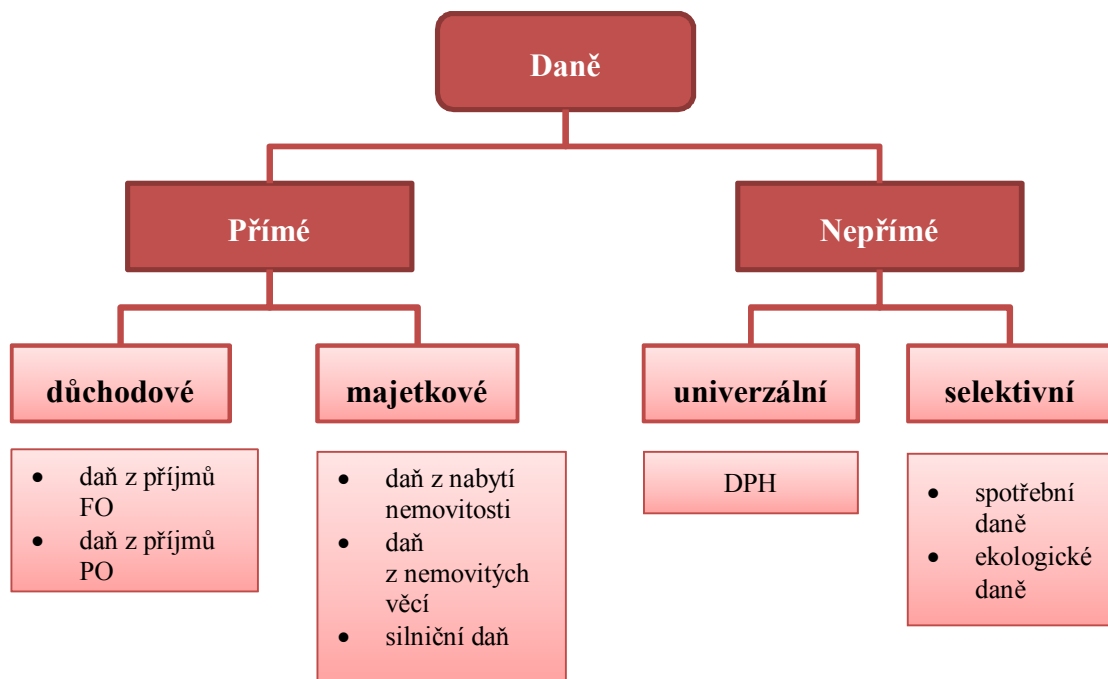 Daně
Přímé
Nepřímé
důchodové
majetkové
univerzální
selektivní
• daň z příjmů
FO
• daň z příjmů
PO
• daň z nabytí
nemovitosti
• daň
z nemovitých
věcí
• silniční daň
DPH
• spotřební
daně
• ekologické
daně